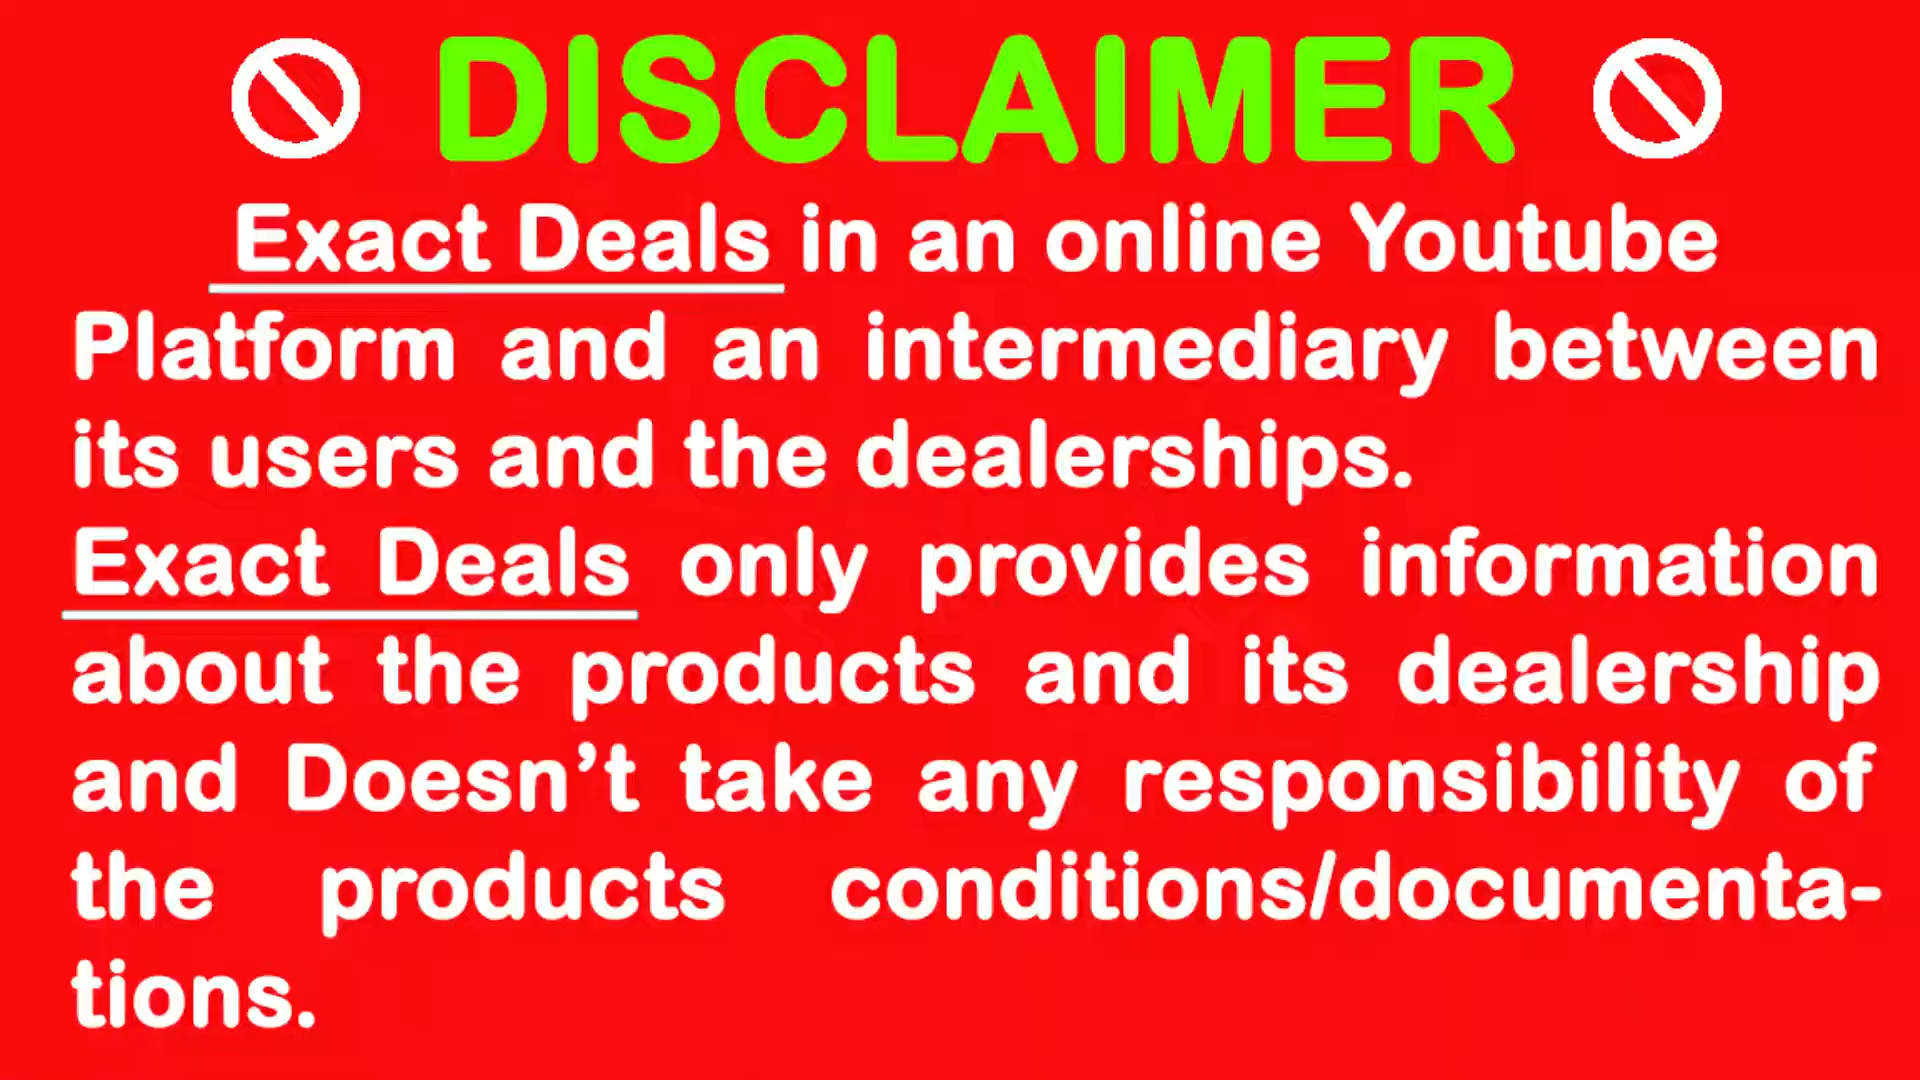 DISCLAIMER
Exact Deals in an online Youtube
Platform and an intermediary between
its users and the dealerships.
Exact Deals only provides information
about the products and its dealership
and Doesn’t take any responsibility of
the products conditions/documenta-
tions.